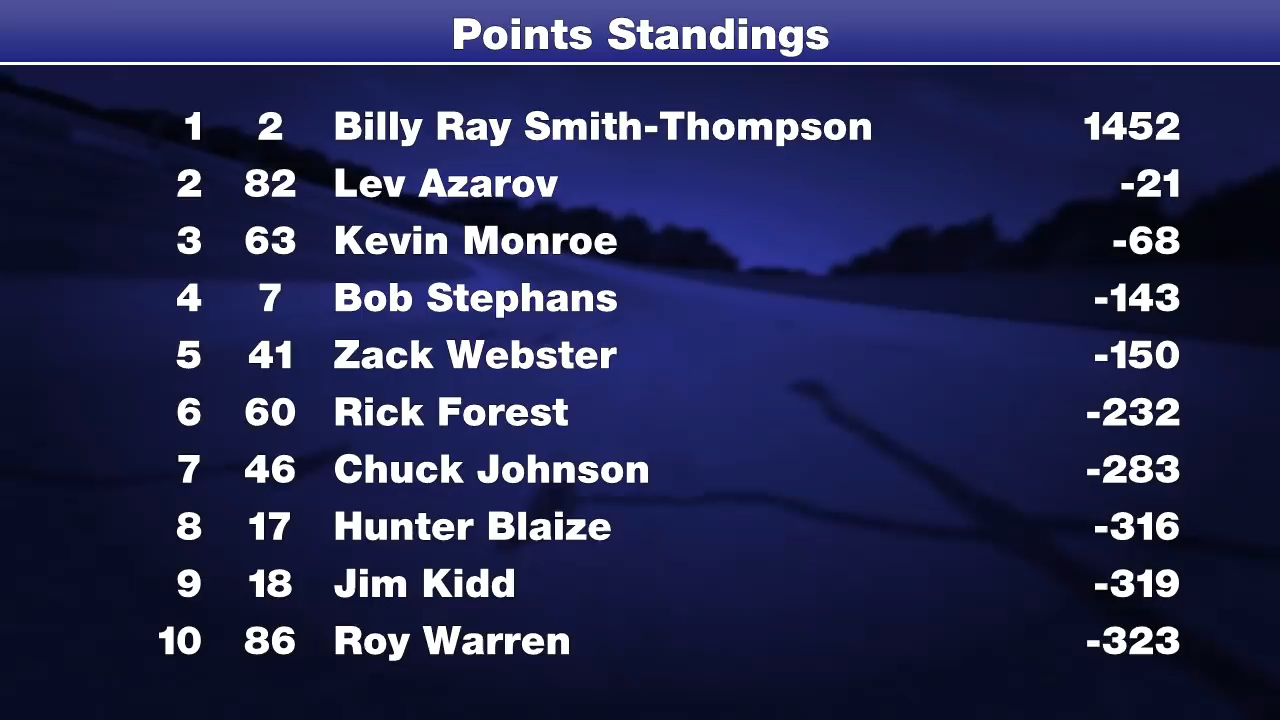 Points Standings
1 2 Billy Ray Smith-Thompson 1452
2 82 Lev Azarov -21
3 63 Kevin Monroe -68
4 7 Bob Stephans -143
5 41 Zack Webster -150
6 60 Rick Forest -232
7 46 Chuck Johnson -283
8 17 Hunter Blaize -316
9 18 Jim Kidd -319
10 86 Roy Warren -323